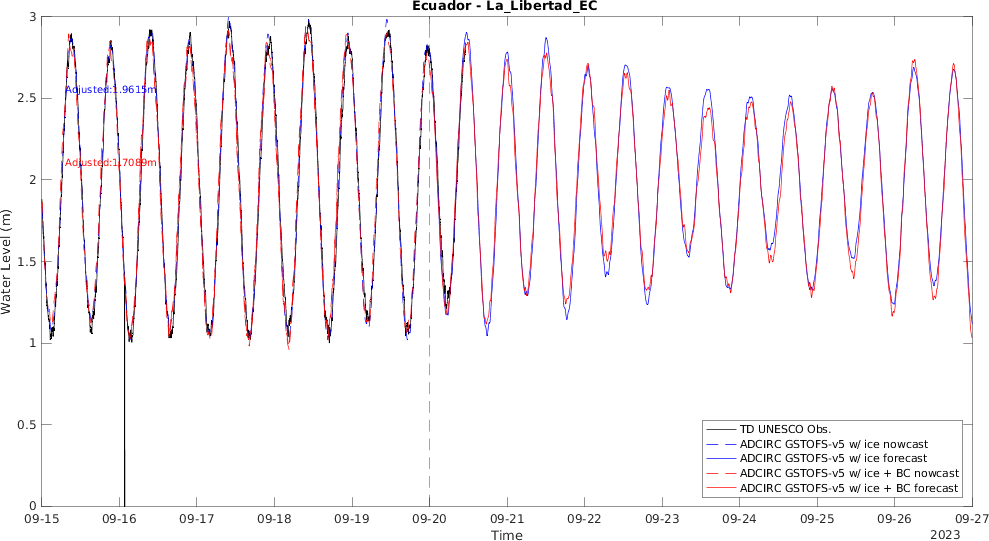 Ecuador - La_Libertad_EC
3
2.5
2
1.5
1
0.5
0
Water Level (m)
Adjusted:1.9615m
Adjusted:1.7089m
TD UNESCO Obs.
ADCIRC GSTOFS-v5 w/ ice nowcast
ADCIRC GSTOFS-v5 w/ ice forecast
ADCIRC GSTOFS-v5 w/ ice + BC nowcast
ADCIRC GSTOFS-v5 w/ ice + BC forecast
09-15 09-16 09-17 09-18 09-19 09-20 09-21 09-22 09-23 09-24 09-25 09-26 09-27
Time
2023